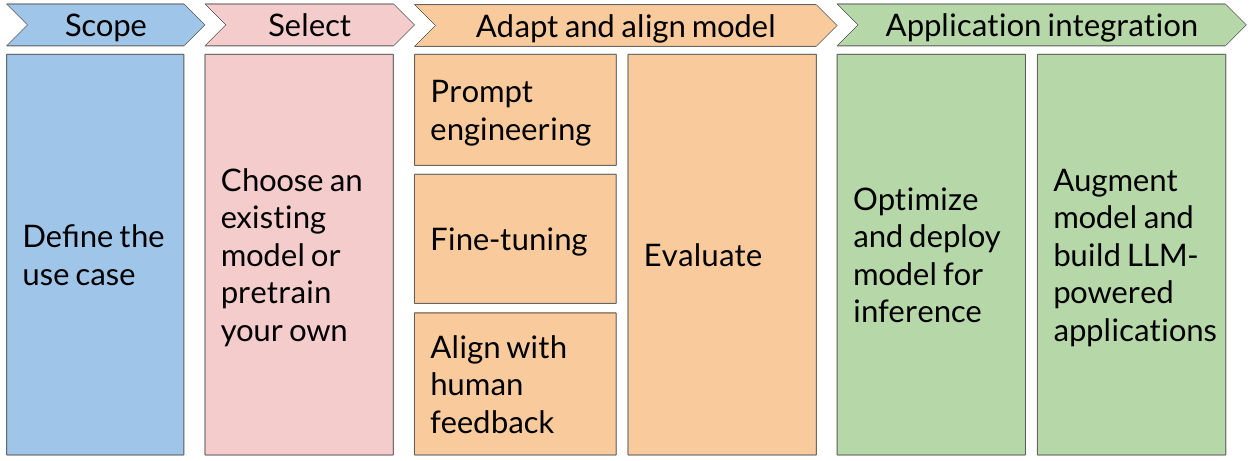 Scope
Select
Adapt and align model
Application integration
Define the
use case
Choose an
existing
model or
pretrain
your own
Prompt
engineering
Fine-tuning
Align with
human
feedback
Evaluate
Optimize
and deploy
model for
inference
Augment
model and
build LLM-
powered
applications